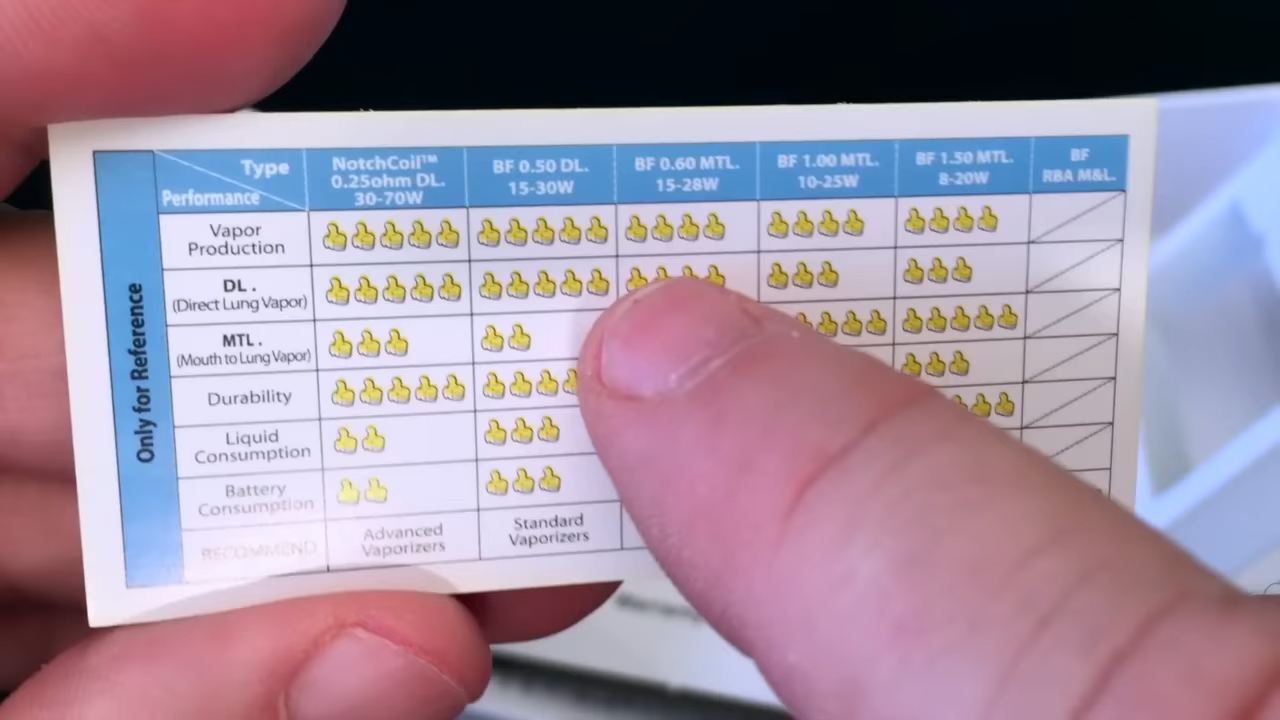 Type
Performance
NotchCoil™
0.25ohm DL.
30-70W
BF 0.50 DL.
15-30W
BF 0.60 MTL.
15-28W
BF 1.00 MTL.
10-25W
BF 1.50 MTL.
8-20W
BF
RBA M&L.
Only for Reference
Vapor
Production
DL .
(Direct Lung Vapor)
MTL .
(Mouth to Lung Vapor)
Durability
Liquid
Consumption
Battery
Consumption
RECOMMEND
Advanced
Vaporizers
Standard
Vaporizers